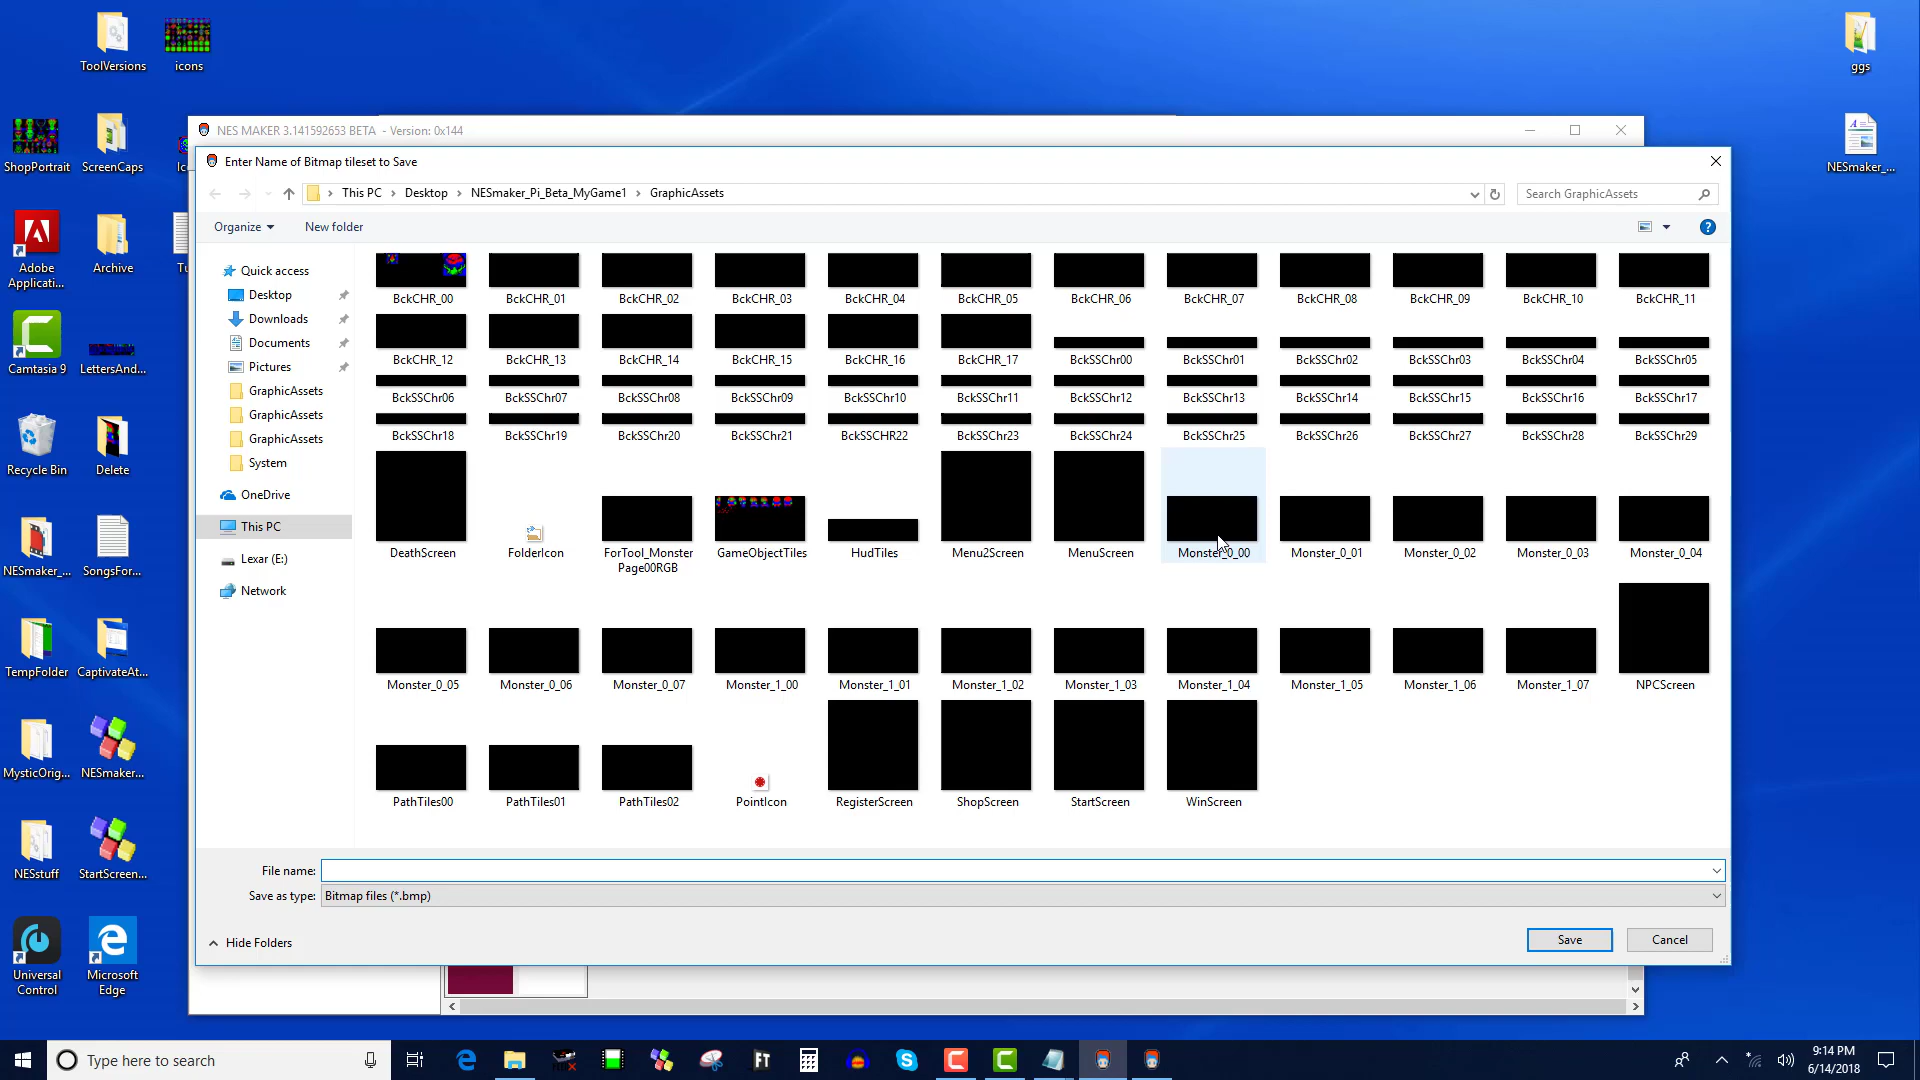 ToolVersions
icons
ggs
ShopPortrait
ScreenCaps
NESmaker_...
Adobe
Applicati...
Archive
Camtasia 9
LettersAnd...
Recycle Bin
Delete
NESmaker_...
SongsFor...
TempFolder
CaptivateAt...
MysticOrig...
NESmaker...
NESstuff
StartScreen...
Universal
Control
Microsoft
Edge
NES MAKER 3.141592653 BETA - Version: 0x144
Enter Name of Bitmap tileset to Save
This PC > Desktop > NESmaker_Pi_Beta_MyGame1 > GraphicAssets
Search GraphicAssets
Organize
New folder
Quick access
Desktop
Downloads
Documents
Pictures
GraphicAssets
GraphicAssets
GraphicAssets
System
OneDrive
This PC
Lexar (E:)
Network
BckCHR_00 BckCHR_01 BckCHR_02 BckCHR_03 BckCHR_04 BckCHR_05 BckCHR_06 BckCHR_07 BckCHR_08 BckCHR_09 BckCHR_10 BckCHR_11
BckCHR_12 BckCHR_13 BckCHR_14 BckCHR_15 BckCHR_16 BckCHR_17 BckSSChr00 BckSSChr01 BckSSChr02 BckSSChr03 BckSSChr04 BckSSChr05
BckSSChr06 BckSSChr07 BckSSChr08 BckSSChr09 BckSSChr10 BckSSChr11 BckSSChr12 BckSSChr13 BckSSChr14 BckSSChr15 BckSSChr16 BckSSChr17
BckSSChr18 BckSSChr19 BckSSChr20 BckSSChr21 BckSSCHR22 BckSSChr23 BckSSChr24 BckSSChr25 BckSSChr26 BckSSChr27 BckSSChr28 BckSSChr29
DeathScreen FolderIcon ForTool_Monster GameObjectTiles HudTiles Menu2Screen MenuScreen Monster_0_00 Monster_0_01 Monster_0_02 Monster_0_03 Monster_0_04
Page00RGB
Monster_0_05 Monster_0_06 Monster_0_07 Monster_1_00 Monster_1_01 Monster_1_02 Monster_1_03 Monster_1_04 Monster_1_05 Monster_1_06 Monster_1_07 NPCScreen
PathTiles00 PathTiles01 PathTiles02 PointIcon RegisterScreen ShopScreen StartScreen WinScreen
File name:
Save as type: Bitmap files (*.bmp)
Hide Folders
Save
Cancel
Type here to search
FT
9:14 PM
6/14/2018